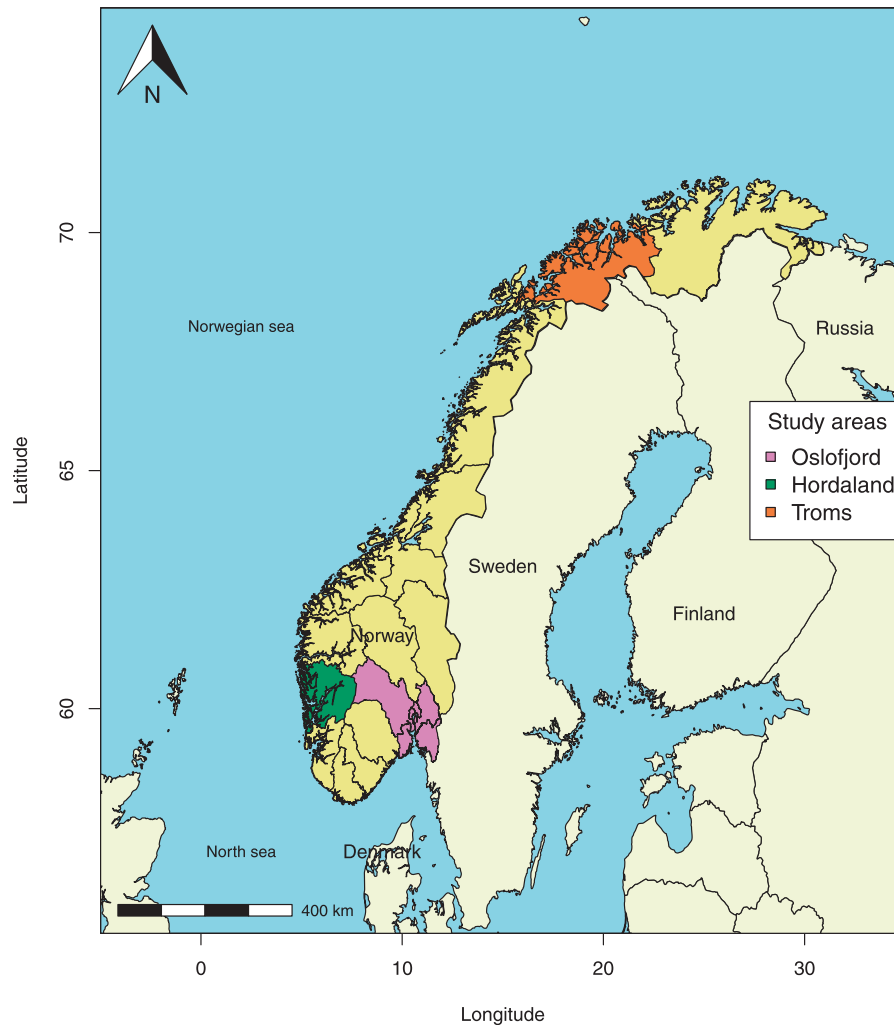 N
70
Norwegian sea
Russia
Study areas
Oslofjord
Hordaland
Troms
65
Latitude
Sweden
Finland
Norway
60
North sea
Denmark
400 km
0
10
20
30
Longitude